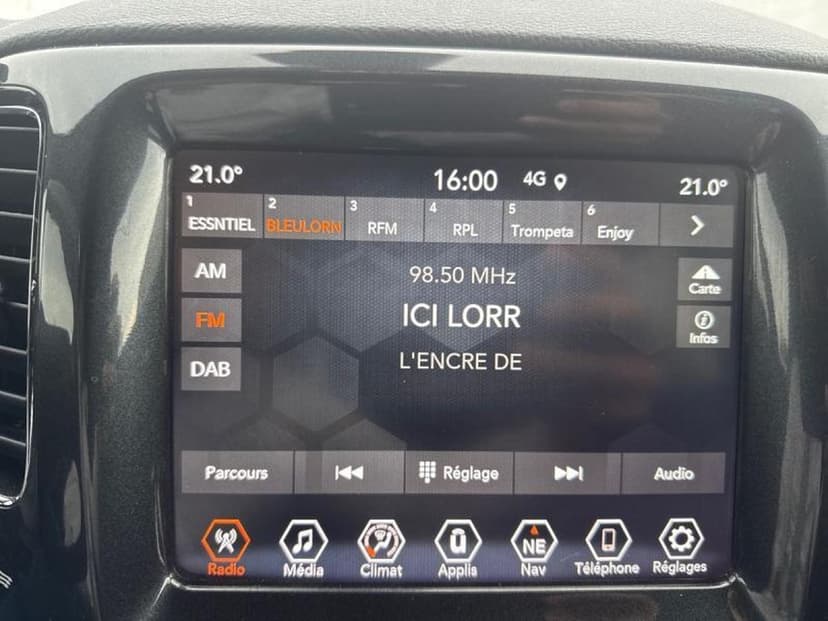 21.0° 16:00 4G 21.0°
1 ESSNTIEL 2 BLEULORN 3 RFM 4 RPL 5 Trompeta 6 Enjoy
AM 98.50 MHz Carte
FM ICI LORR Infos
DAB L'ENCRE DE
Parcours Réglage Audio
NE
Radio Média Climat Applis Nav Téléphone Réglages